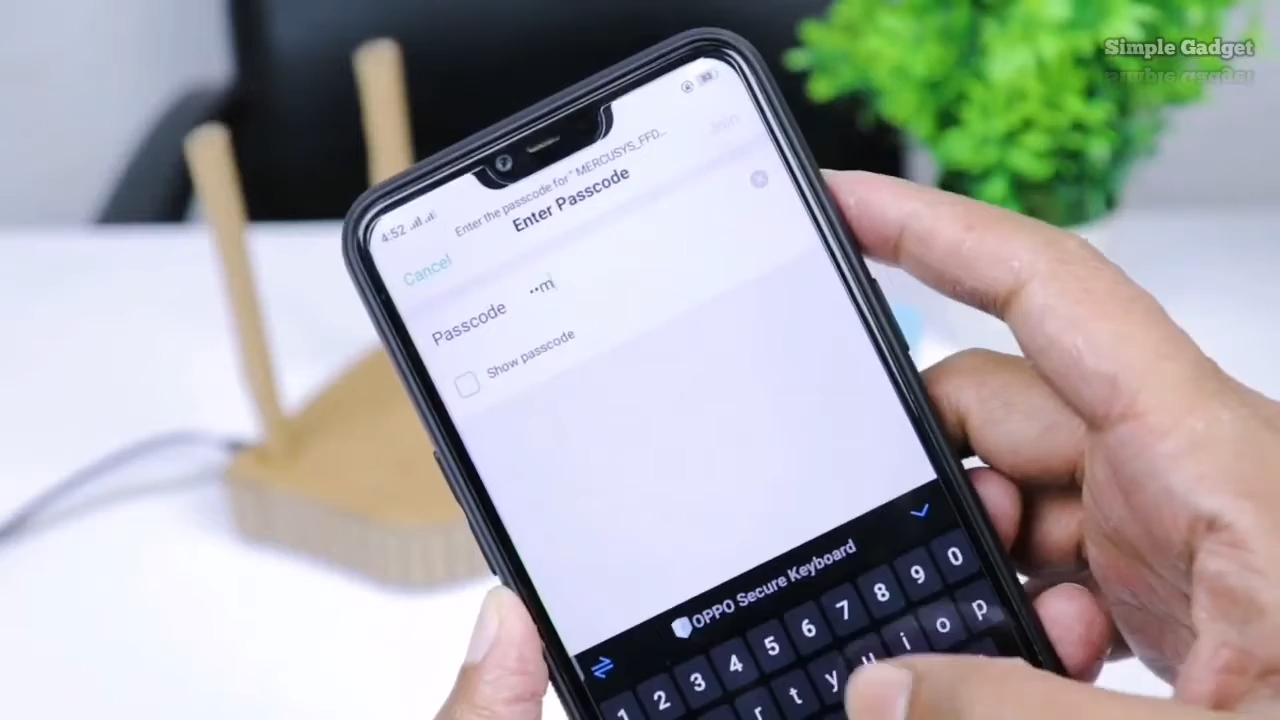 Simple Gadget
4:52
Enter the passcode for" MERCUSYS_FFD...
Cancel
Enter Passcode
Join
Passcode ••m
Show passcode
OPPO Secure Keyboard
1 2 3 4 5 6 7 8 9 0
r t y u i o p